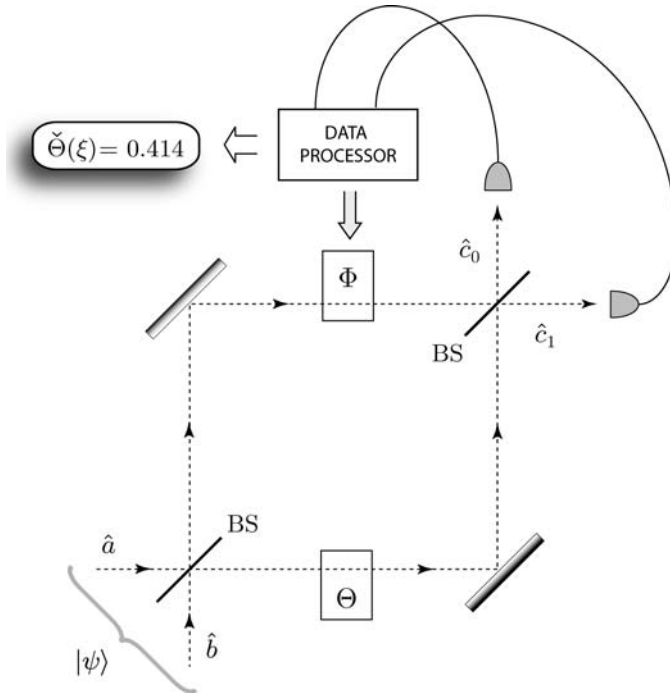 DATA
PROCESSOR
Θ̌(ξ) = 0.414
Φ
ĉ₀
BS
ĉ₁
BS
â
Θ
b̂
|ψ⟩